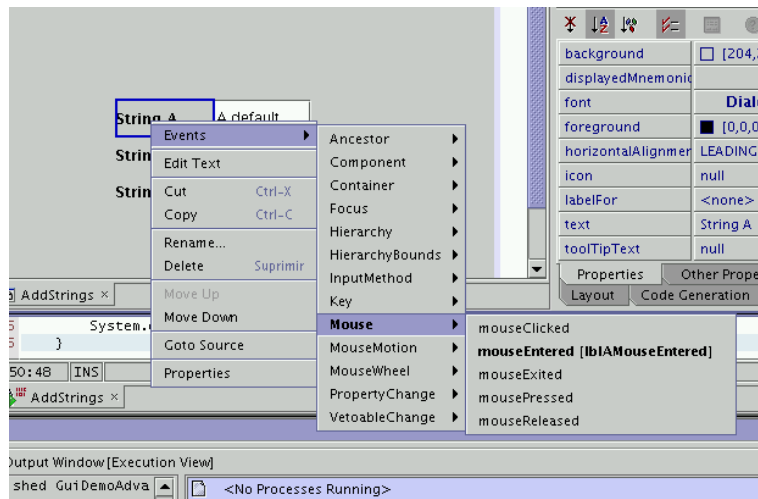 background [204,
displayedMnemonic
font Dial
foreground [0,0,0
horizontalAlignmen LEADING
icon null
labelFor <none>
text String A
toolTipText null
Properties Other Prope
Layout Code Generation
String A A default
Strin
Strin
Events
Edit Text
Cut Ctrl-X
Copy Ctrl-C
Rename...
Delete Suprimir
Move Up
Move Down
Goto Source
Properties
Ancestor
Component
Container
Focus
Hierarchy
HierarchyBounds
InputMethod
Key
Mouse
MouseMotion
MouseWheel
PropertyChange
VetoableChange
mouseClicked
mouseEntered [lblAMouseEntered]
mouseExited
mousePressed
mouseReleased
AddStrings ×
System.
}
50:48 INS
AddStrings ×
Output Window [Execution View]
shed GuiDemoAdva
<No Processes Running>